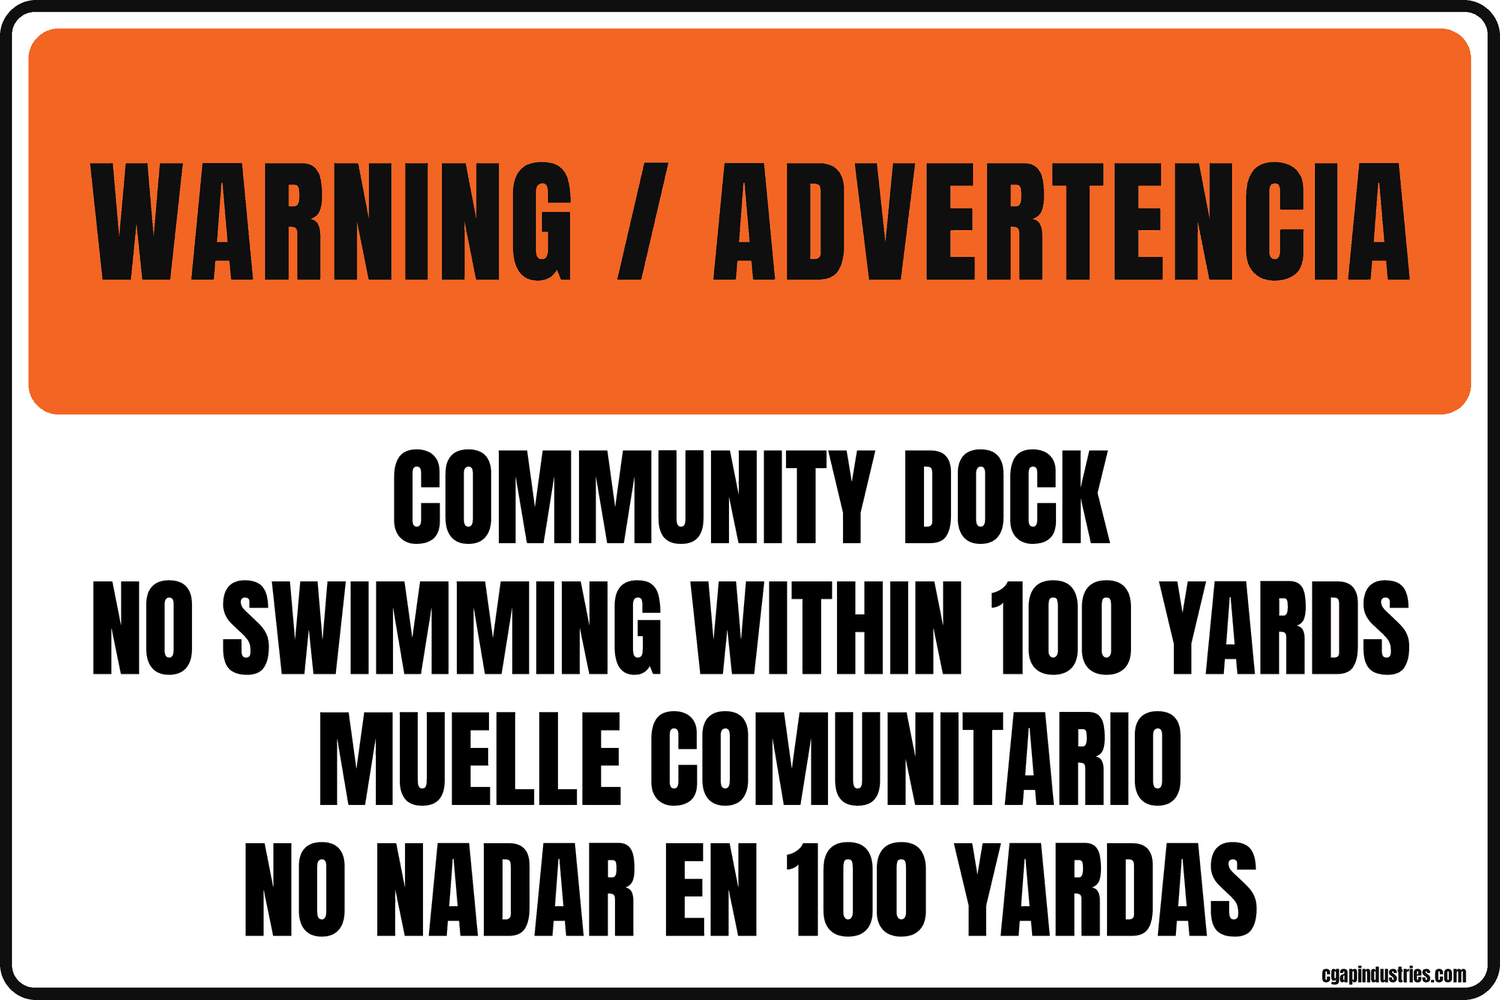 WARNING / ADVERTENCIA
COMMUNITY DOCK
NO SWIMMING WITHIN 100 YARDS
MUELLE COMUNITARIO
NO NADAR EN 100 YARDAS
cgapindustries.com